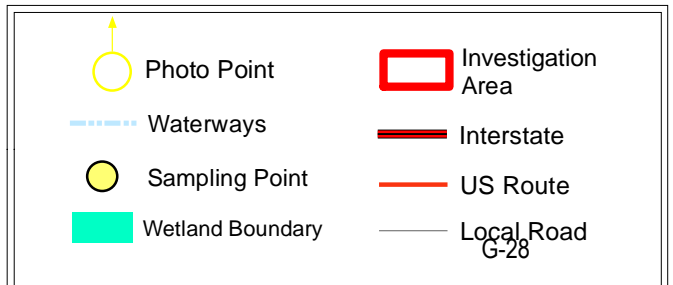 Photo Point
Waterways
Sampling Point
Wetland Boundary
Investigation
Area
Interstate
US Route
Local Road
G-28